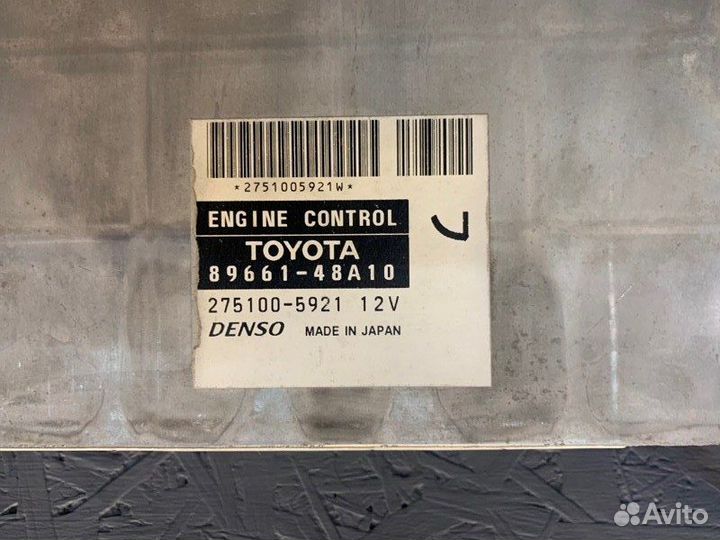 *2751005921W*
ENGINE CONTROL
TOYOTA
89661-48A10
275100-5921 12V
DENSO MADE IN JAPAN
Avito